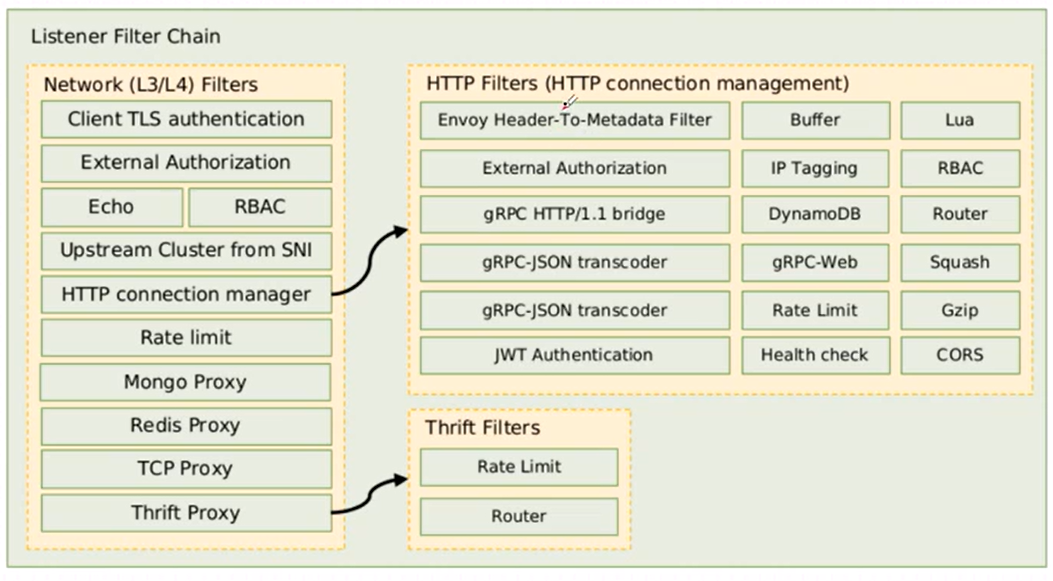 Listener Filter Chain
Network (L3/L4) Filters
Client TLS authentication
External Authorization
Echo
RBAC
Upstream Cluster from SNI
HTTP connection manager
Rate limit
Mongo Proxy
Redis Proxy
TCP Proxy
Thrift Proxy
HTTP Filters (HTTP connection management)
Envoy Header-To-Metadata Filter
Buffer
Lua
External Authorization
IP Tagging
RBAC
gRPC HTTP/1.1 bridge
DynamoDB
Router
gRPC-JSON transcoder
gRPC-Web
Squash
gRPC-JSON transcoder
Rate Limit
Gzip
JWT Authentication
Health check
CORS
Thrift Filters
Rate Limit
Router